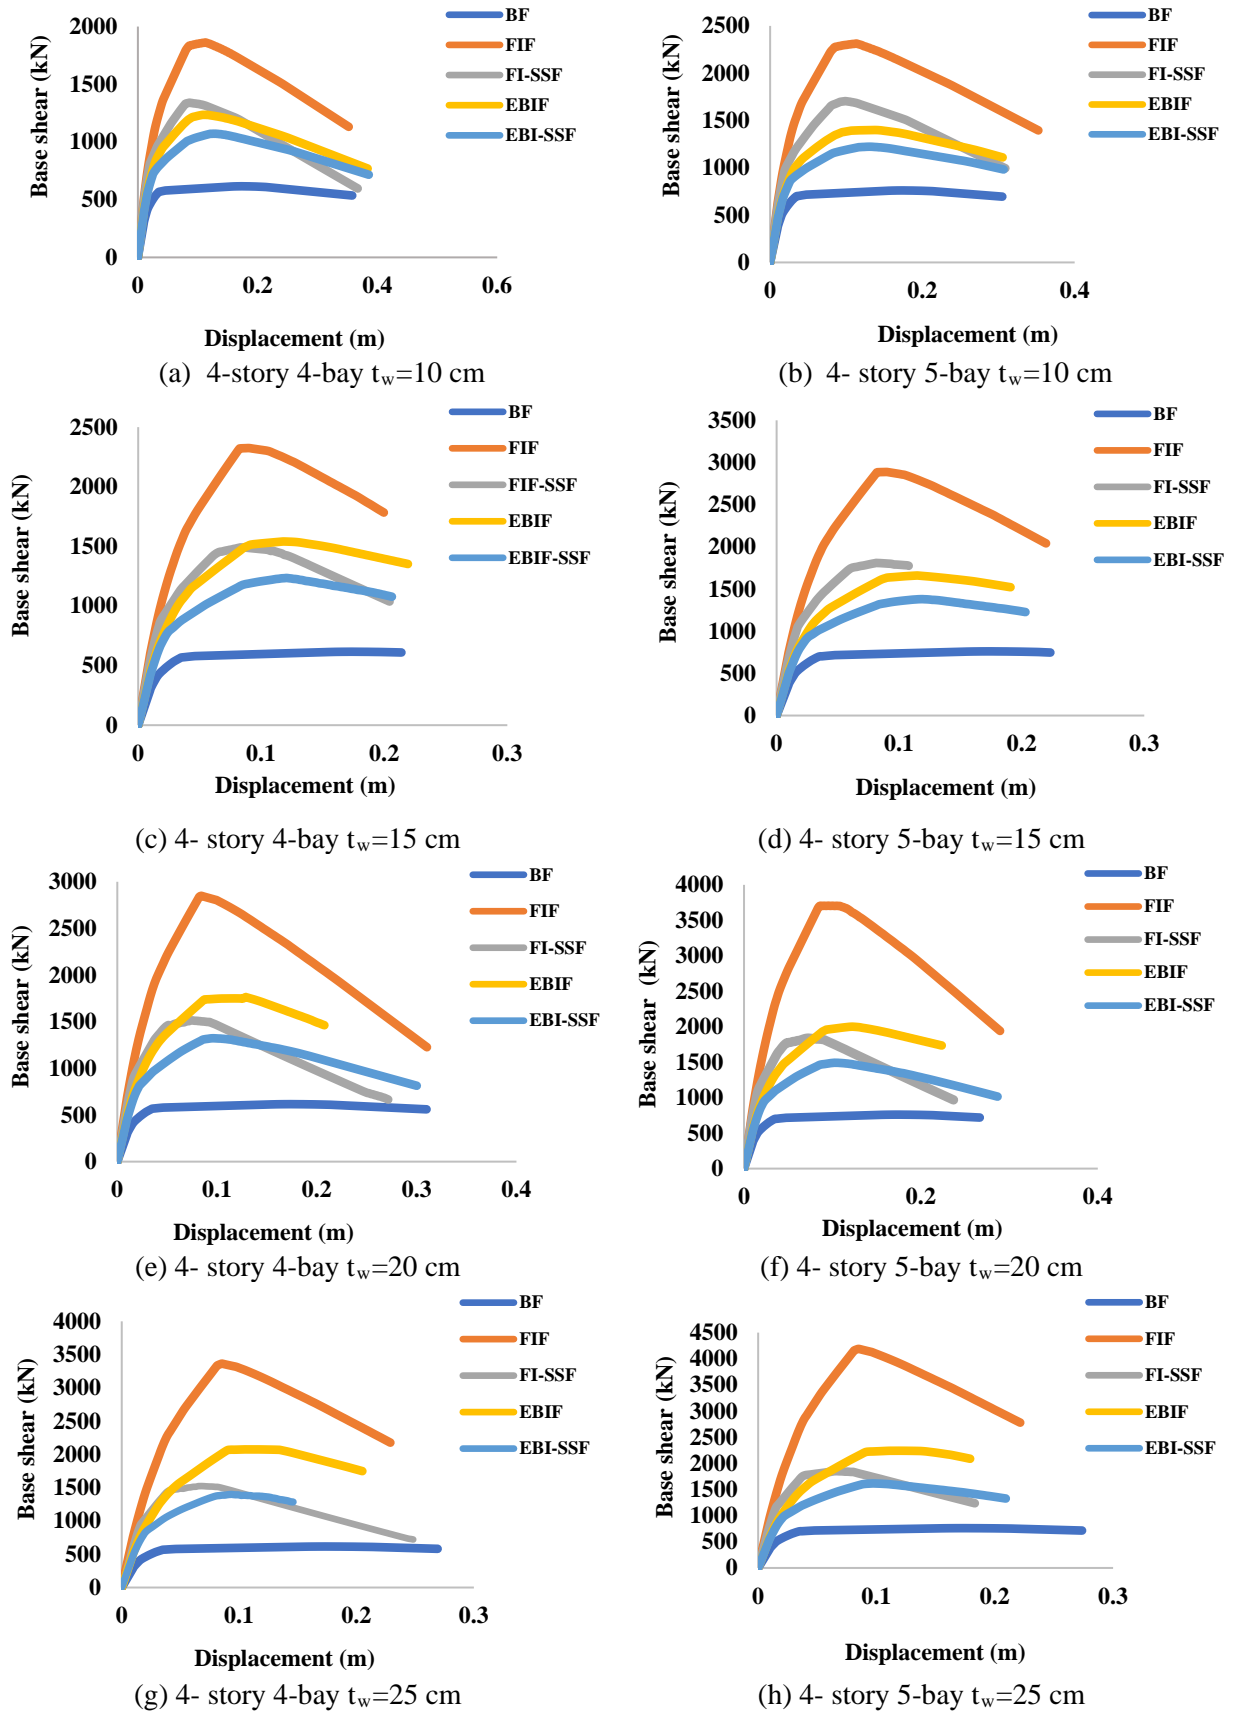 Base shear (kN)
2000
1500
1000
500
0
0 0.2 0.4 0.6
Displacement (m)
BF
FIF
FI-SSF
EBIF
EBI-SSF
(a) 4-story 4-bay tw=10 cm
Base shear (kN)
2500
2000
1500
1000
500
0
0 0.2 0.4
Displacement (m)
BF
FIF
FI-SSF
EBIF
EBI-SSF
(b) 4- story 5-bay tw=10 cm
Base shear (kN)
2500
2000
1500
1000
500
0
0 0.1 0.2 0.3
Displacement (m)
BF
FIF
FIF-SSF
EBIF
EBIF-SSF
(c) 4- story 4-bay tw=15 cm
Base shear (kN)
3500
3000
2500
2000
1500
1000
500
0
0 0.1 0.2 0.3
Displacement (m)
BF
FIF
FI-SSF
EBIF
EBI-SSF
(d) 4- story 5-bay tw=15 cm
Base shear (kN)
3000
2500
2000
1500
1000
500
0
0 0.1 0.2 0.3 0.4
Displacement (m)
BF
FIF
FI-SSF
EBIF
EBI-SSF
(e) 4- story 4-bay tw=20 cm
Base shear (kN)
4000
3500
3000
2500
2000
1500
1000
500
0
0 0.2 0.4
Displacement (m)
BF
FIF
FI-SSF
EBIF
EBI-SSF
(f) 4- story 5-bay tw=20 cm
Base shear (kN)
4000
3500
3000
2500
2000
1500
1000
500
0
0 0.1 0.2 0.3
Displacement (m)
BF
FIF
FI-SSF
EBIF
EBI-SSF
(g) 4- story 4-bay tw=25 cm
Base shear (kN)
4500
4000
3500
3000
2500
2000
1500
1000
500
0
0 0.1 0.2 0.3
Displacement (m)
BF
FIF
FI-SSF
EBIF
EBI-SSF
(h) 4- story 5-bay tw=25 cm